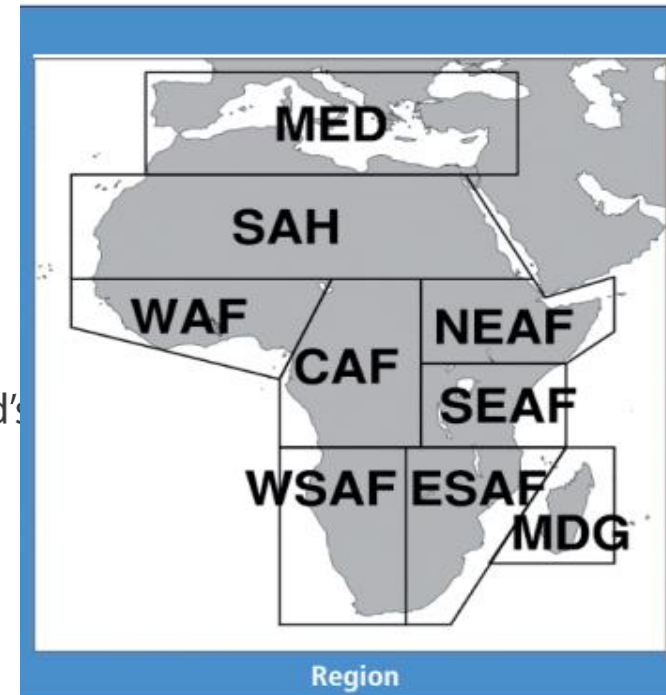 MED
SAH
WAF
NEAF
CAF
d's
SEAF
WSAF ESAF
MDG
Region